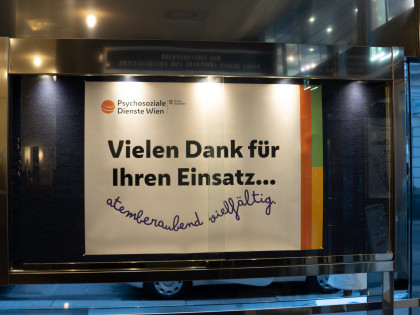 Psychosoziale
Dienste Wien
Vielen Dank für
Ihren Einsatz...
atemberaubend vielfältig.